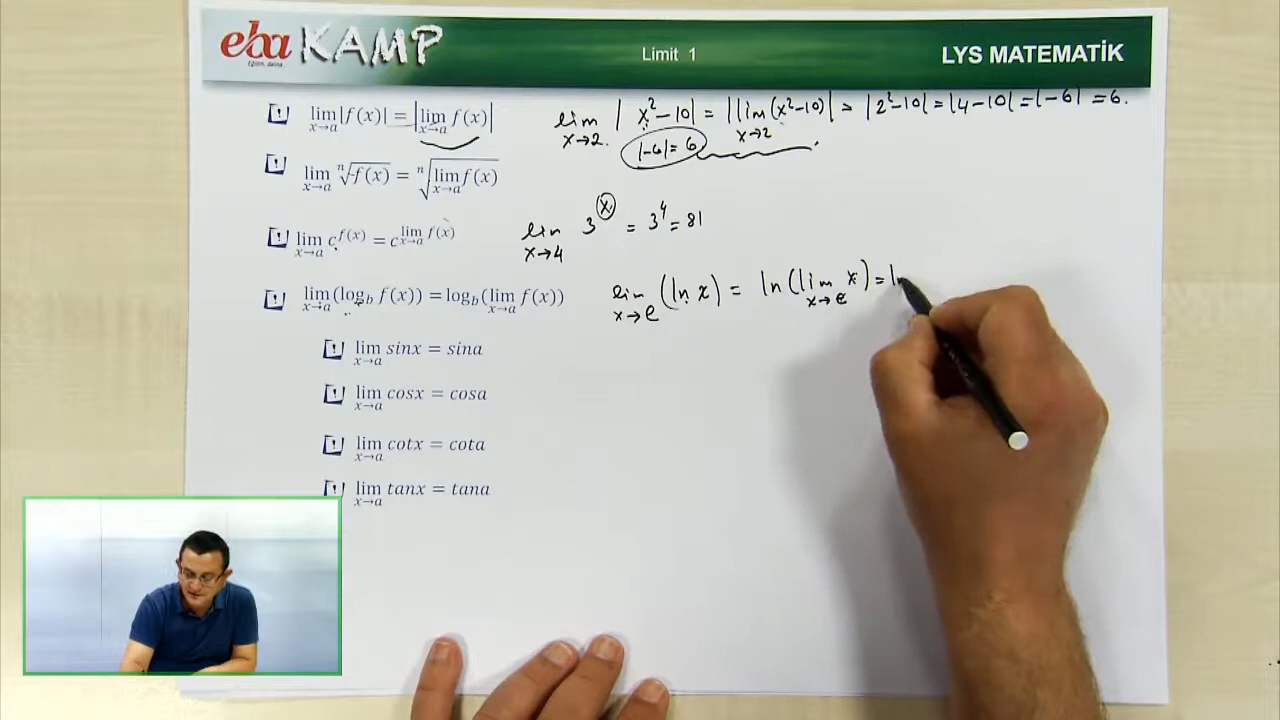 eba KAMP Limit 1 LYS MATEMATİK
lim x→a |f(x)| = |lim x→a f(x)|
lim x→2. |x²-10| = |lim x→2 (x²-10)| = |2²-10| = |4-10| = |-6| = 6.
|-6| = 6
lim x→a ⁿ√f(x) = ⁿ√lim x→a f(x)
lim x→a c^f(x) = c^lim x→a f(x)
lim x→4 3^x = 3⁴ = 81
lim x→a (log_b f(x)) = log_b (lim x→a f(x))
lim x→e (ln x) = ln (lim x→e x) = ln
lim x→a sinx = sina
lim x→a cosx = cosa
lim x→a cotx = cota
lim x→a tanx = tana